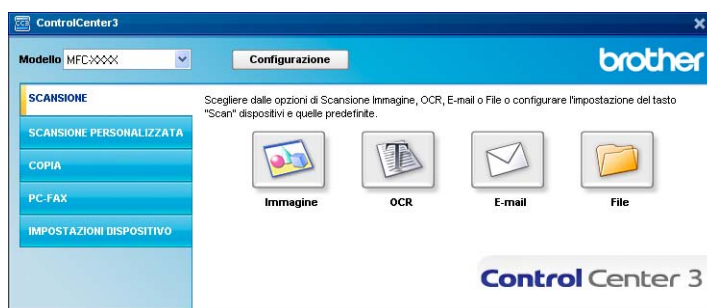 ControlCenter3
Modello MFC-XXXX
Configurazione
brother
SCANSIONE
SCANSIONE PERSONALIZZATA
COPIA
PC-FAX
IMPOSTAZIONI DISPOSITIVO
Scegliere dalle opzioni di Scansione Immagine, OCR, E-mail o File o configurare l'impostazione del tasto
"Scan" dispositivi e quelle predefinite.
Immagine
OCR
E-mail
File
Control Center 3